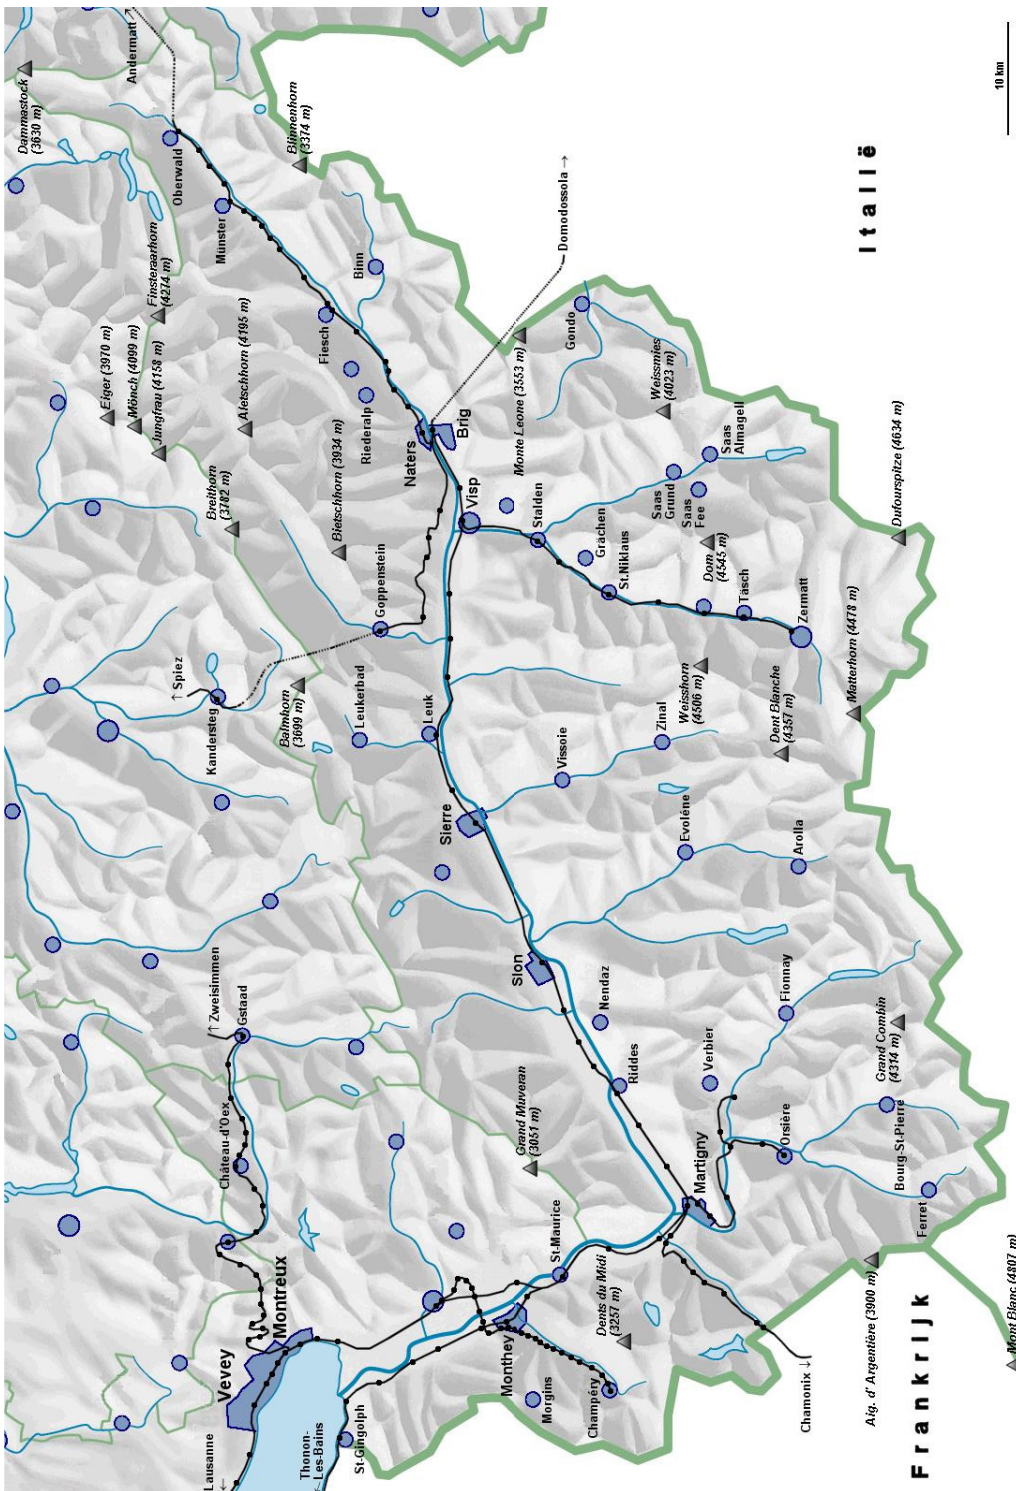 Andermatt →
Dammastock
(3630 m)
Oberwald
Blinnenhorn
(3374 m)
Münster
Finsteraarhorn
(4274 m)
Binn
Domodossola →
Fiesch
Eiger (3970 m)
Mönch (4099 m)
Jungfrau (4158 m)
Aletschhorn (4195 m)
Riederalp
Gondo
Monte Leone (3553 m)
Weissmies
(4023 m)
Naters
Brig
Breithorn
(3782 m)
Bietschhorn (3934 m)
Visp
Stalden
Saas
Almagell
Saas
Grund
Saas
Fee
Dufourspitze (4634 m)
Grächen
St.Niklaus
Dom
(4545 m)
Täsch
Zermatt
Goppenstein
↑ Spiez
Kandersteg
Balmhorn
(3699 m)
Leukerbad
Leuk
Weisshorn
(4506 m)
Matterhorn (4478 m)
Zinal
Vissoie
Dent Blanche
(4357 m)
Sierre
Evoléne
Arolla
Sion
↑ Zweisimmen
Gstaad
Nendaz
Fionnay
Riddes
Verbier
Grand Combin
(4314 m)
Château-d'Oex
Grand Muveran
(3051 m)
Martigny
Orsière
Bourg-St-Pierre
Ferret
St-Maurice
Montreux
Vevey
Dents du Midi
(3257 m)
Monthey
Morgins
Champéry
Aig. d' Argentière (3900 m)
Mont Blanc (4807 m)
Chamonix ↓
Lausanne
←
Thonon-
Les-Bains
←
St-Gingolph
Italië
Frankrijk
10 km